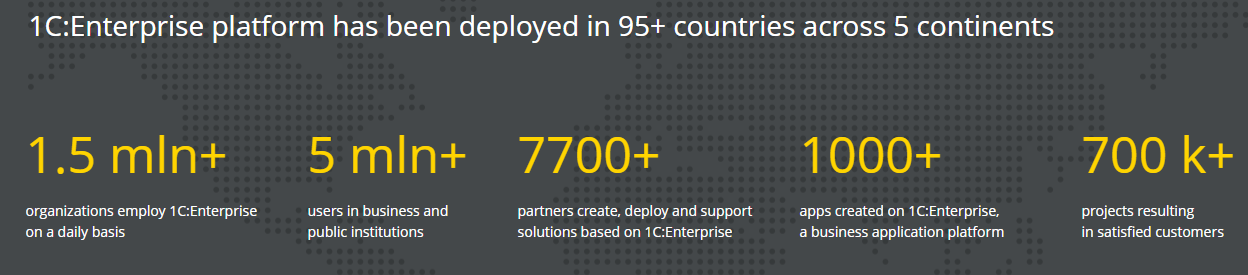 1C:Enterprise platform has been deployed in 95+ countries across 5 continents
1.5 mln+
organizations employ 1C:Enterprise
on a daily basis
5 mln+
users in business and
public institutions
7700+
partners create, deploy and support
solutions based on 1C:Enterprise
1000+
apps created on 1C:Enterprise,
a business application platform
700 k+
projects resulting
in satisfied customers